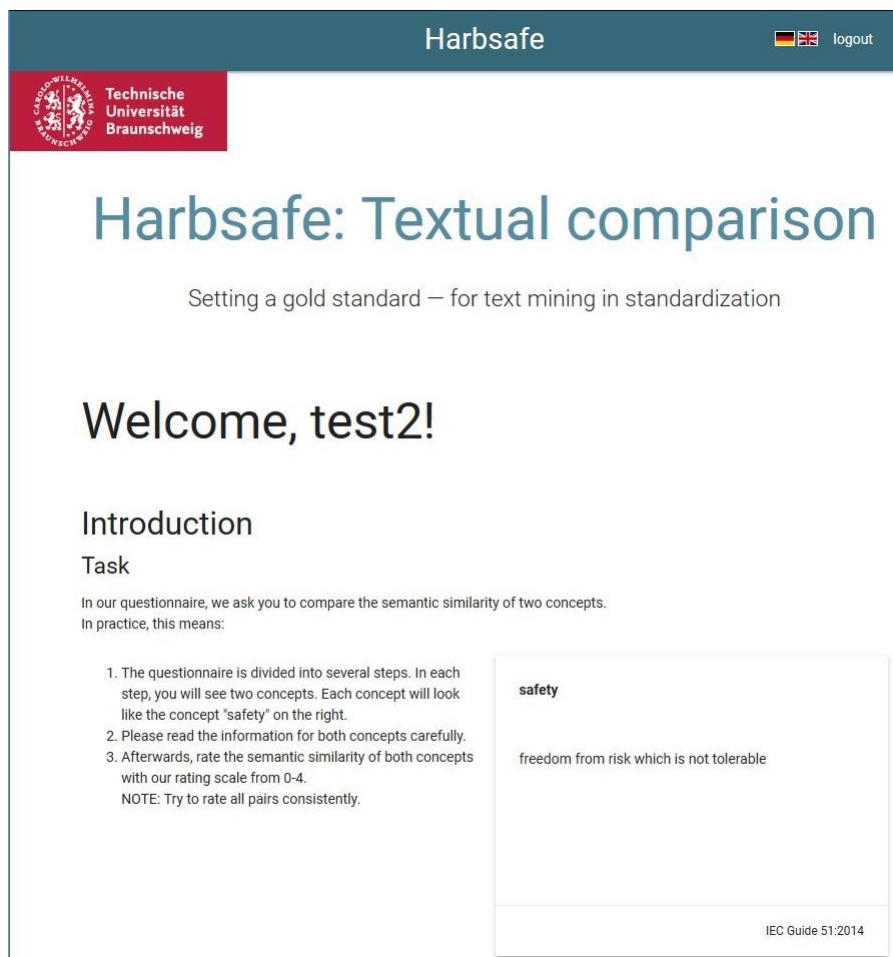 Harbsafe
logout
CAROLO-WILHELMINA
BRAUNSCHWEIG
Technische
Universität
Braunschweig
Harbsafe: Textual comparison
Setting a gold standard — for text mining in standardization
Welcome, test2!
Introduction
Task
In our questionnaire, we ask you to compare the semantic similarity of two concepts.
In practice, this means:
1. The questionnaire is divided into several steps. In each
step, you will see two concepts. Each concept will look
like the concept "safety" on the right.
2. Please read the information for both concepts carefully.
3. Afterwards, rate the semantic similarity of both concepts
with our rating scale from 0-4.
NOTE: Try to rate all pairs consistently.
safety
freedom from risk which is not tolerable
IEC Guide 51:2014